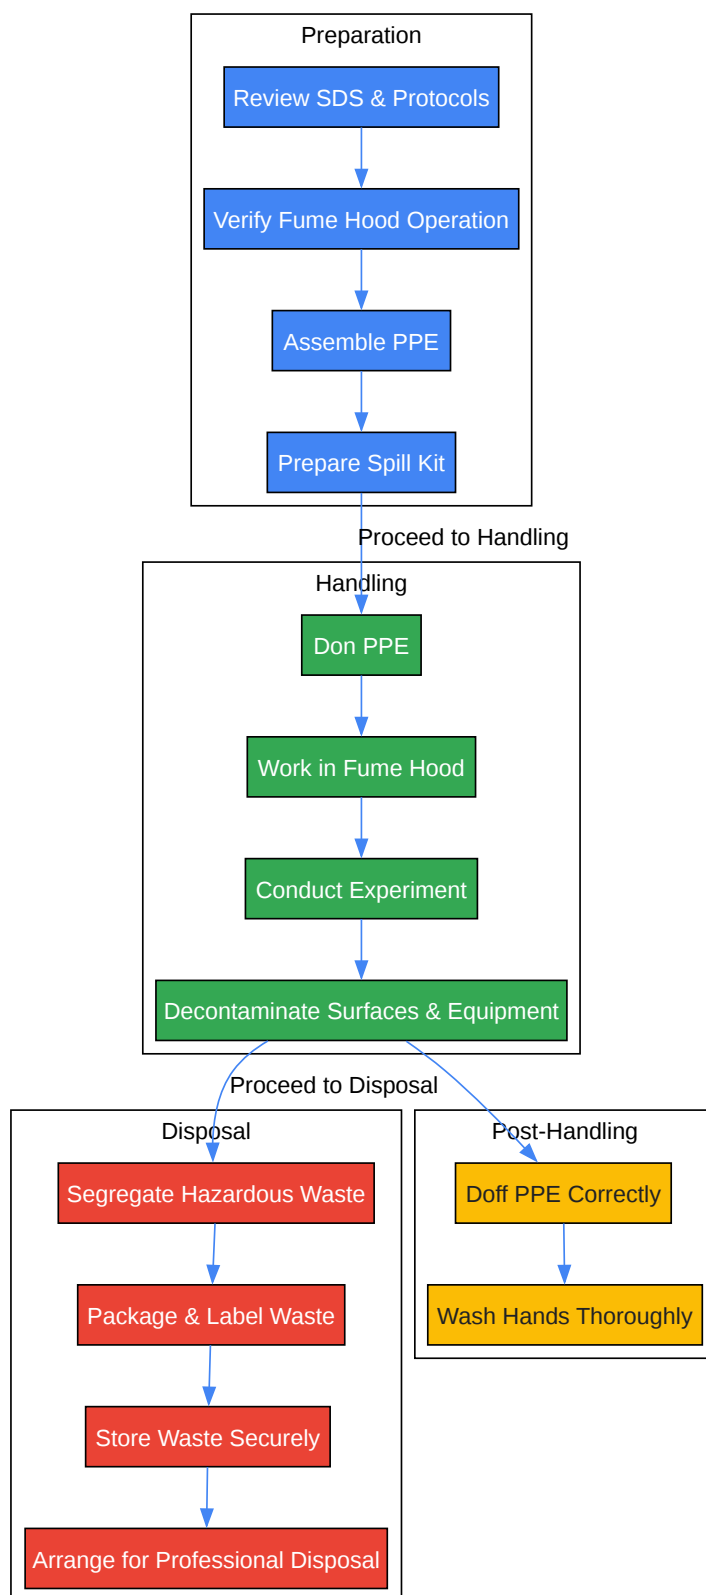 Preparation
Review SDS & Protocols
Verify Fume Hood Operation
Assemble PPE
Prepare Spill Kit
Proceed to Handling
Handling
Don PPE
Work in Fume Hood
Conduct Experiment
Decontaminate Surfaces & Equipment
Proceed to Disposal
Disposal
Segregate Hazardous Waste
Package & Label Waste
Store Waste Securely
Arrange for Professional Disposal
Post-Handling
Doff PPE Correctly
Wash Hands Thoroughly